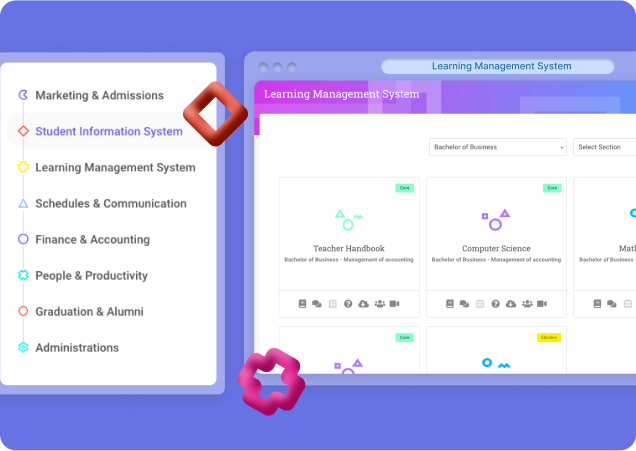 Marketing & Admissions
Student Information System
Learning Management System
Schedules & Communication
Finance & Accounting
People & Productivity
Graduation & Alumni
Administrations
Learning Management System
Learning Management System
Bachelor of Business
Select Section
Core
Teacher Handbook
Bachelor of Business - Management of accounting
Core
Computer Science
Bachelor of Business - Management of accounting
Math
Bachelor of Business - Management
Core
Elective